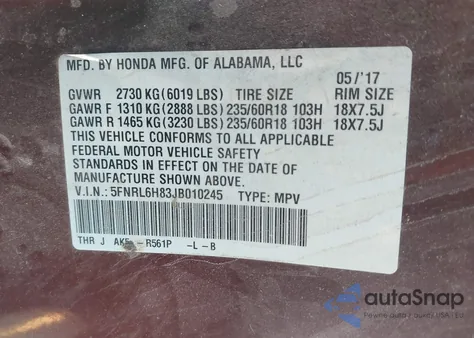 MFD. BY HONDA MFG. OF ALABAMA, LLC
05/'17
GVWR 2730 KG (6019 LBS) TIRE SIZE RIM SIZE
GAWR F 1310 KG (2888 LBS) 235/60R18 103H 18X7.5J
GAWR R 1465 KG (3230 LBS) 235/60R18 103H 18X7.5J
THIS VEHICLE CONFORMS TO ALL APPLICABLE
FEDERAL MOTOR VEHICLE SAFETY
STANDARDS IN EFFECT ON THE DATE OF
MANUFACTURE SHOWN ABOVE.
V.I.N.: 5FNRL6H83JB010245 TYPE: MPV
THR J AKE -R561P -L-B
autoSnap